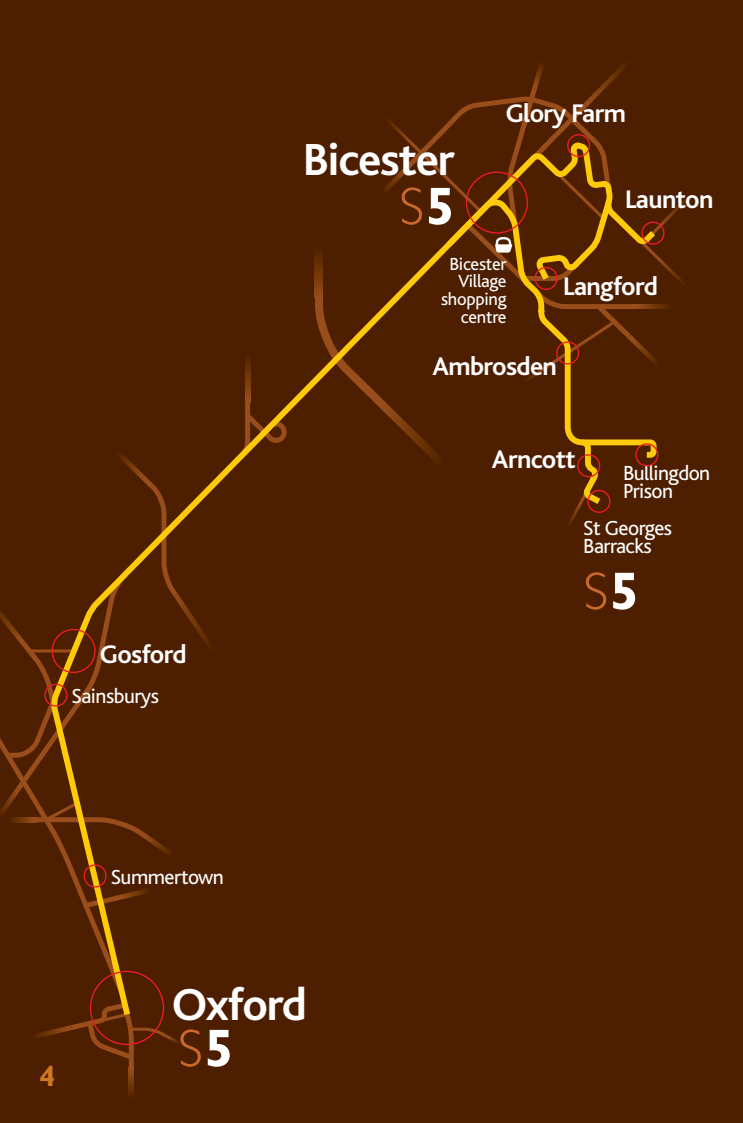 Glory Farm
Bicester
S5
Launton
Bicester
Village
shopping
centre
Langford
Ambrosden
Arncott
Bullingdon
Prison
St Georges
Barracks
S5
Gosford
Sainsburys
Summertown
Oxford
S5
4